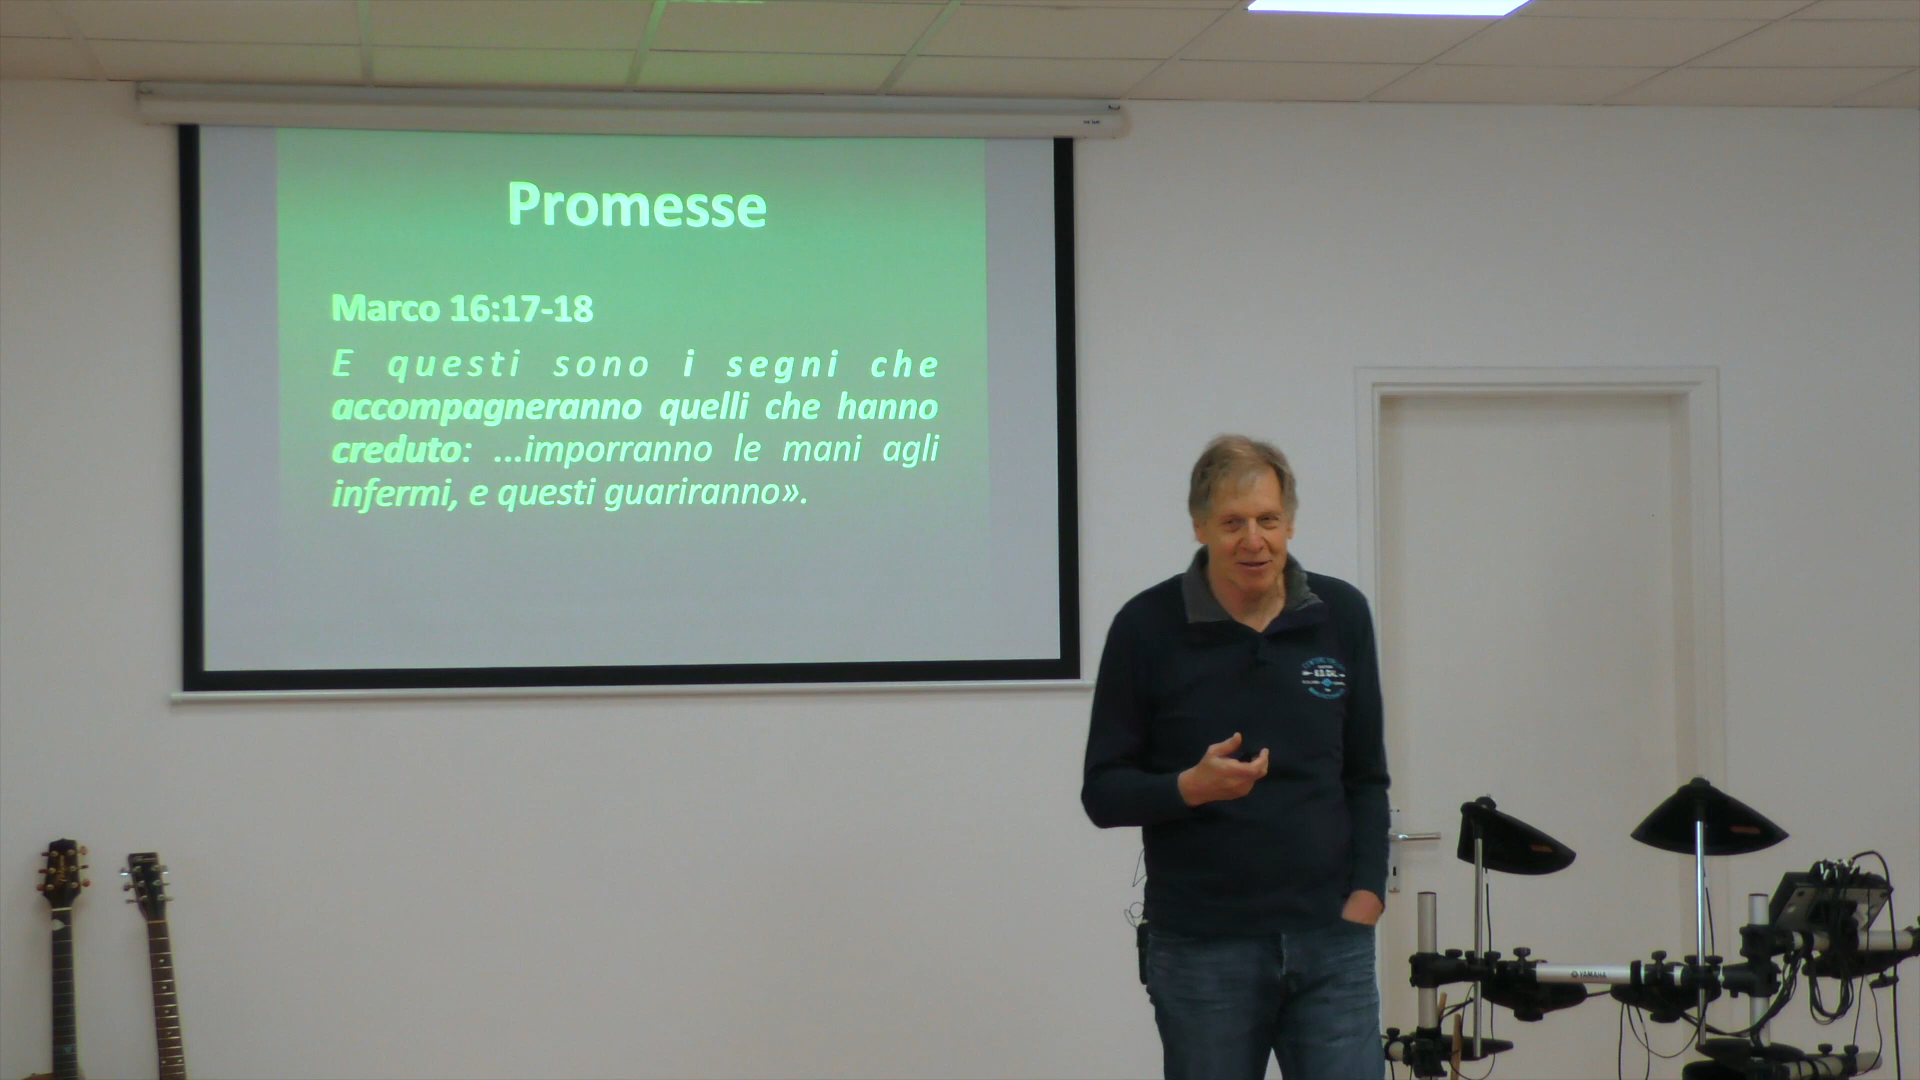 Promesse
Marco 16:17-18
E questi sono i segni che
accompagneranno quelli che hanno
creduto: ...imporranno le mani agli
infermi, e questi guariranno».
YAMAHA